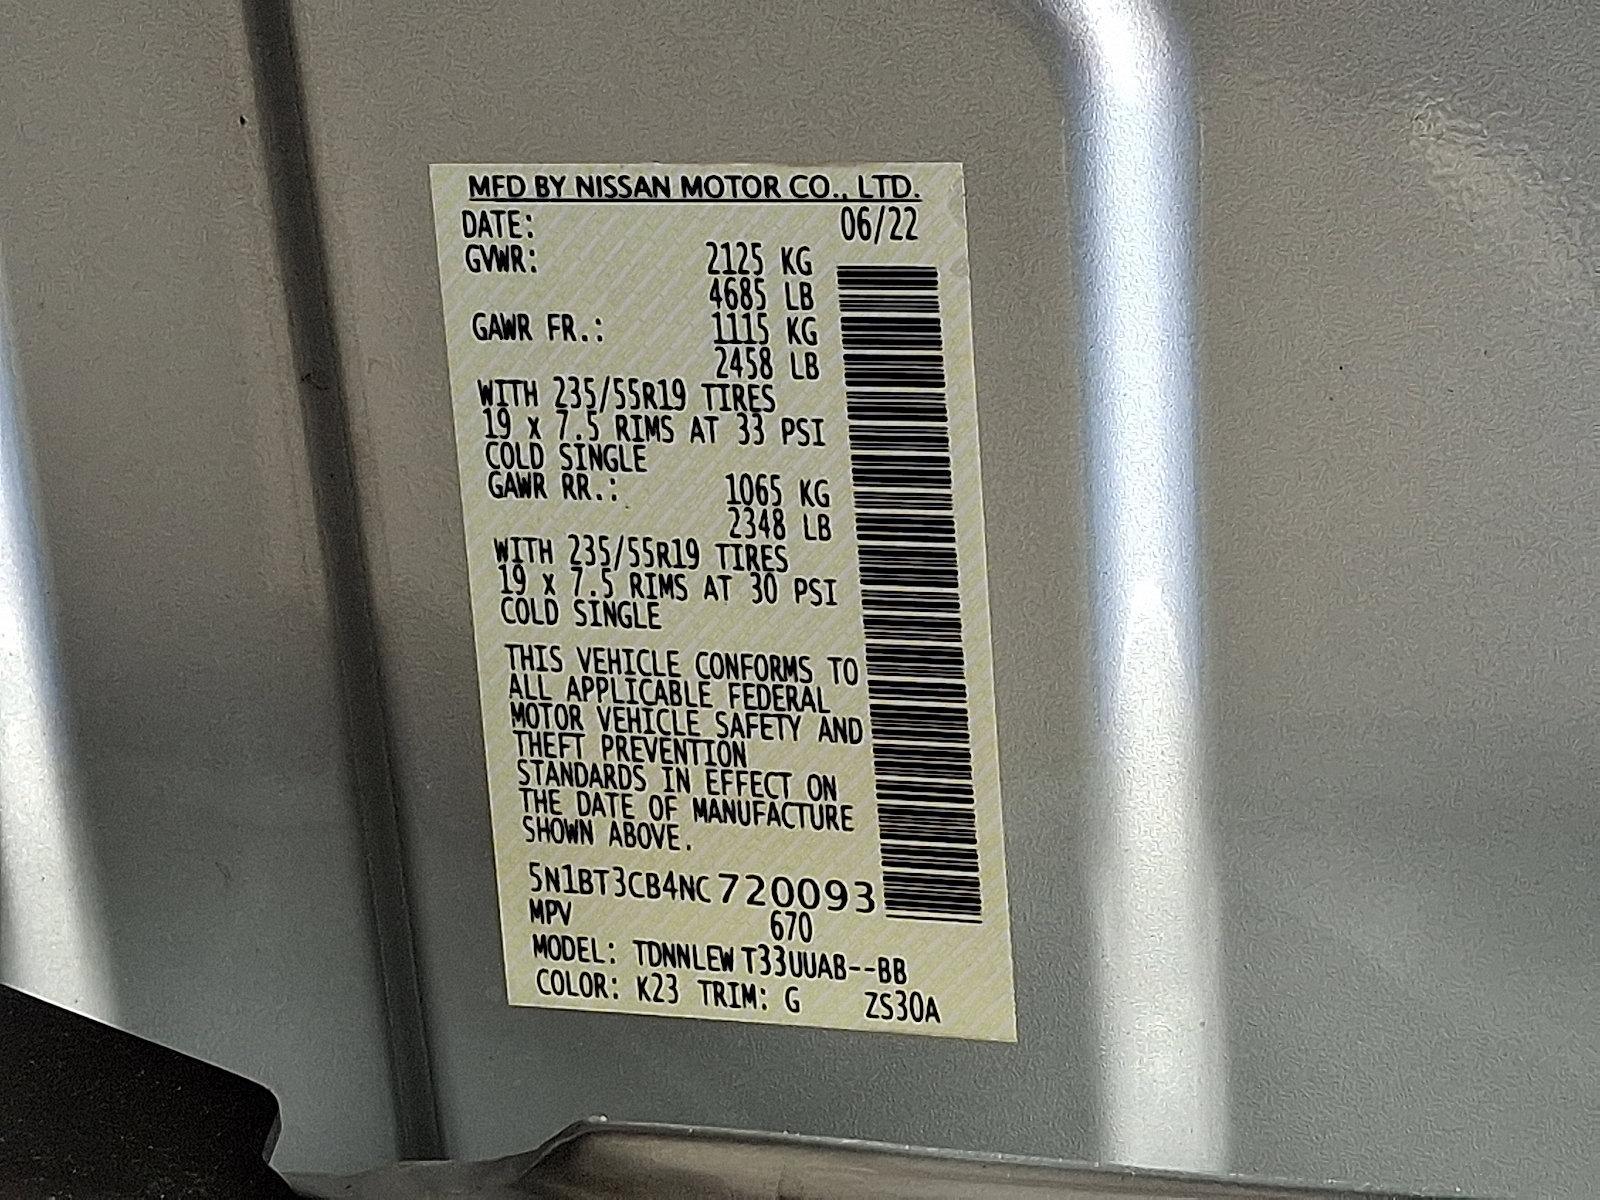 MFD BY NISSAN MOTOR CO., LTD.
DATE: 06/22
GVWR: 2125 KG
4685 LB
GAWR FR.: 1115 KG
2458 LB
WITH 235/55R19 TIRES
19 x 7.5 RIMS AT 33 PSI
COLD SINGLE
GAWR RR.: 1065 KG
2348 LB
WITH 235/55R19 TIRES
19 x 7.5 RIMS AT 30 PSI
COLD SINGLE
THIS VEHICLE CONFORMS TO
ALL APPLICABLE FEDERAL
MOTOR VEHICLE SAFETY AND
THEFT PREVENTION
STANDARDS IN EFFECT ON
THE DATE OF MANUFACTURE
SHOWN ABOVE.
5N1BT3CB4NC720093
MPV 670
MODEL: TDNNLEW T33UUAB--BB
COLOR: K23 TRIM: G ZS30A